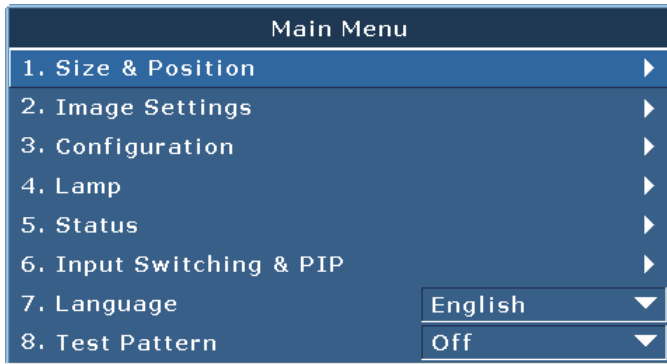 Main Menu
1. Size & Position
2. Image Settings
3. Configuration
4. Lamp
5. Status
6. Input Switching & PIP
7. Language English
8. Test Pattern Off